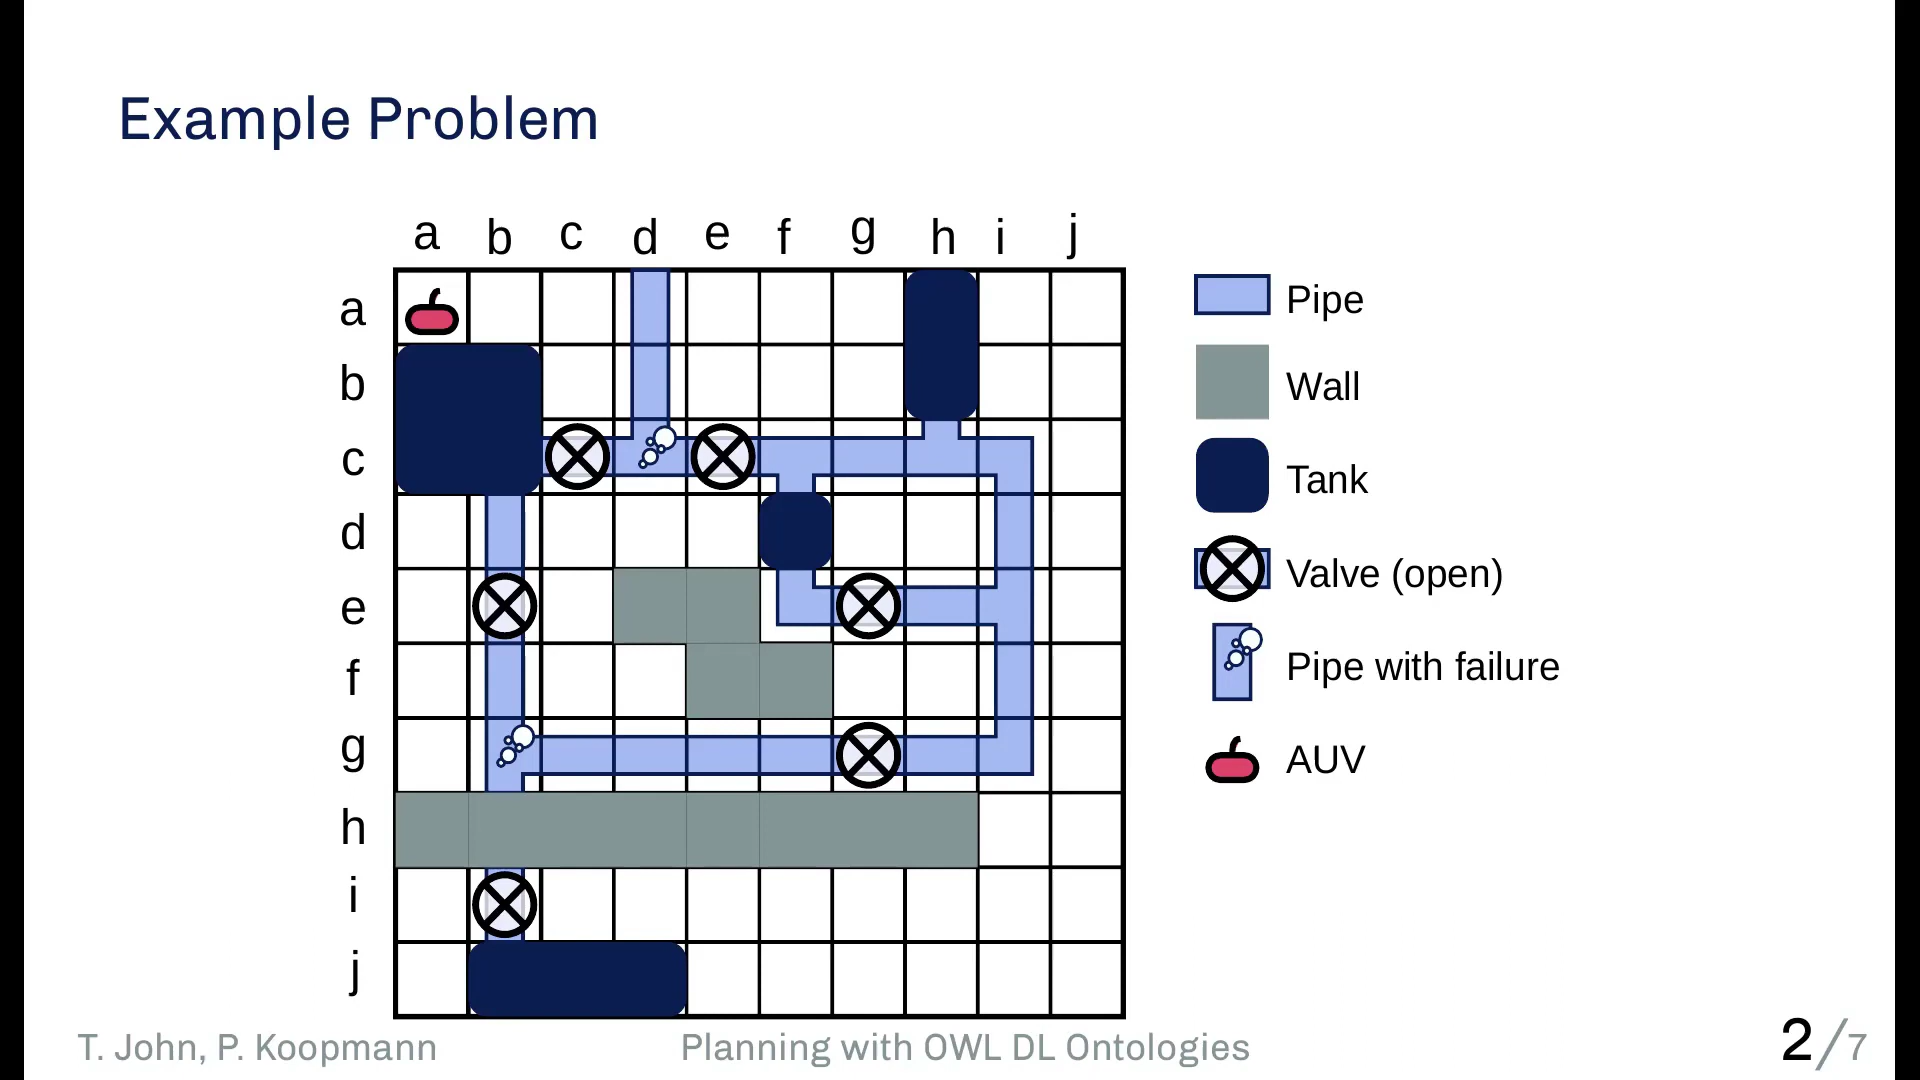 Example Problem
a b c d e f g h i j
a
b
c
d
e
f
g
h
i
j
Pipe
Wall
Tank
Valve (open)
Pipe with failure
AUV
T. John, P. Koopmann
Planning with OWL DL Ontologies
2/7